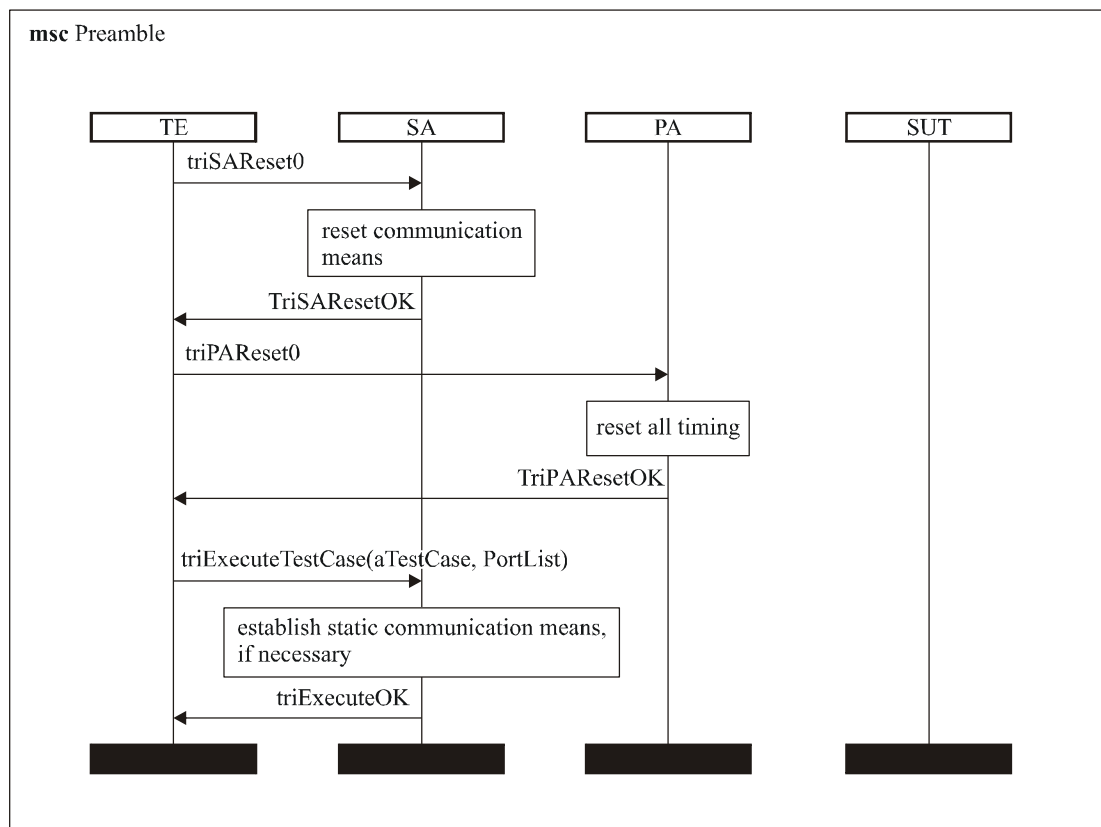 msc Preamble
TE
SA
PA
SUT
triSAReset0
reset communication
means
TriSAResetOK
triPAReset0
reset all timing
TriPAResetOK
triExecuteTestCase(aTestCase, PortList)
establish static communication means,
if necessary
triExecuteOK